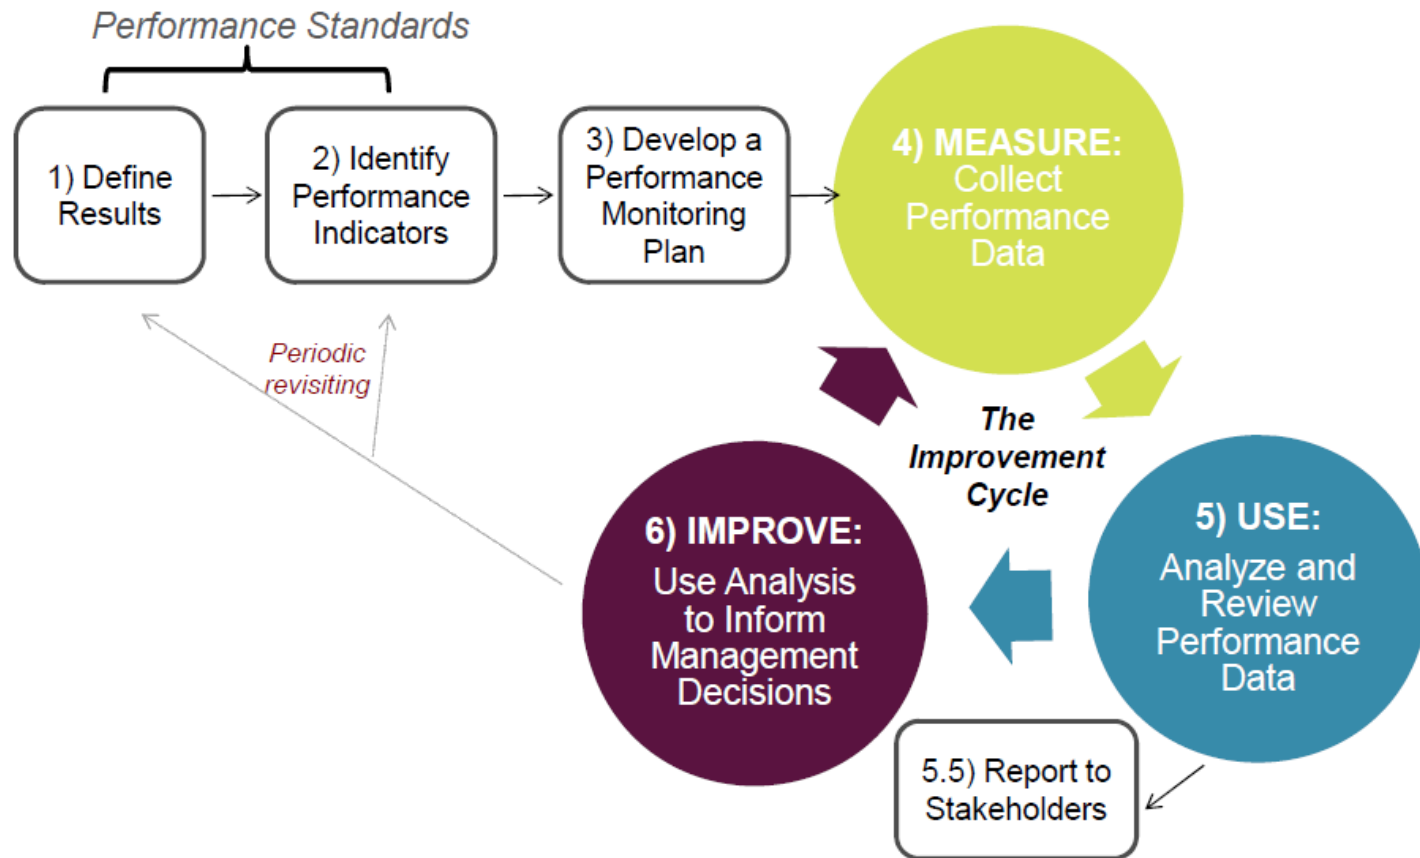 Performance Standards
1) Define
Results
2) Identify
Performance
Indicators
3) Develop a
Performance
Monitoring
Plan
4) MEASURE:
Collect
Performance
Data
Periodic
revisiting
The
Improvement
Cycle
5) USE:
Analyze and
Review
Performance
Data
6) IMPROVE:
Use Analysis
to Inform
Management
Decisions
5.5) Report to
Stakeholders